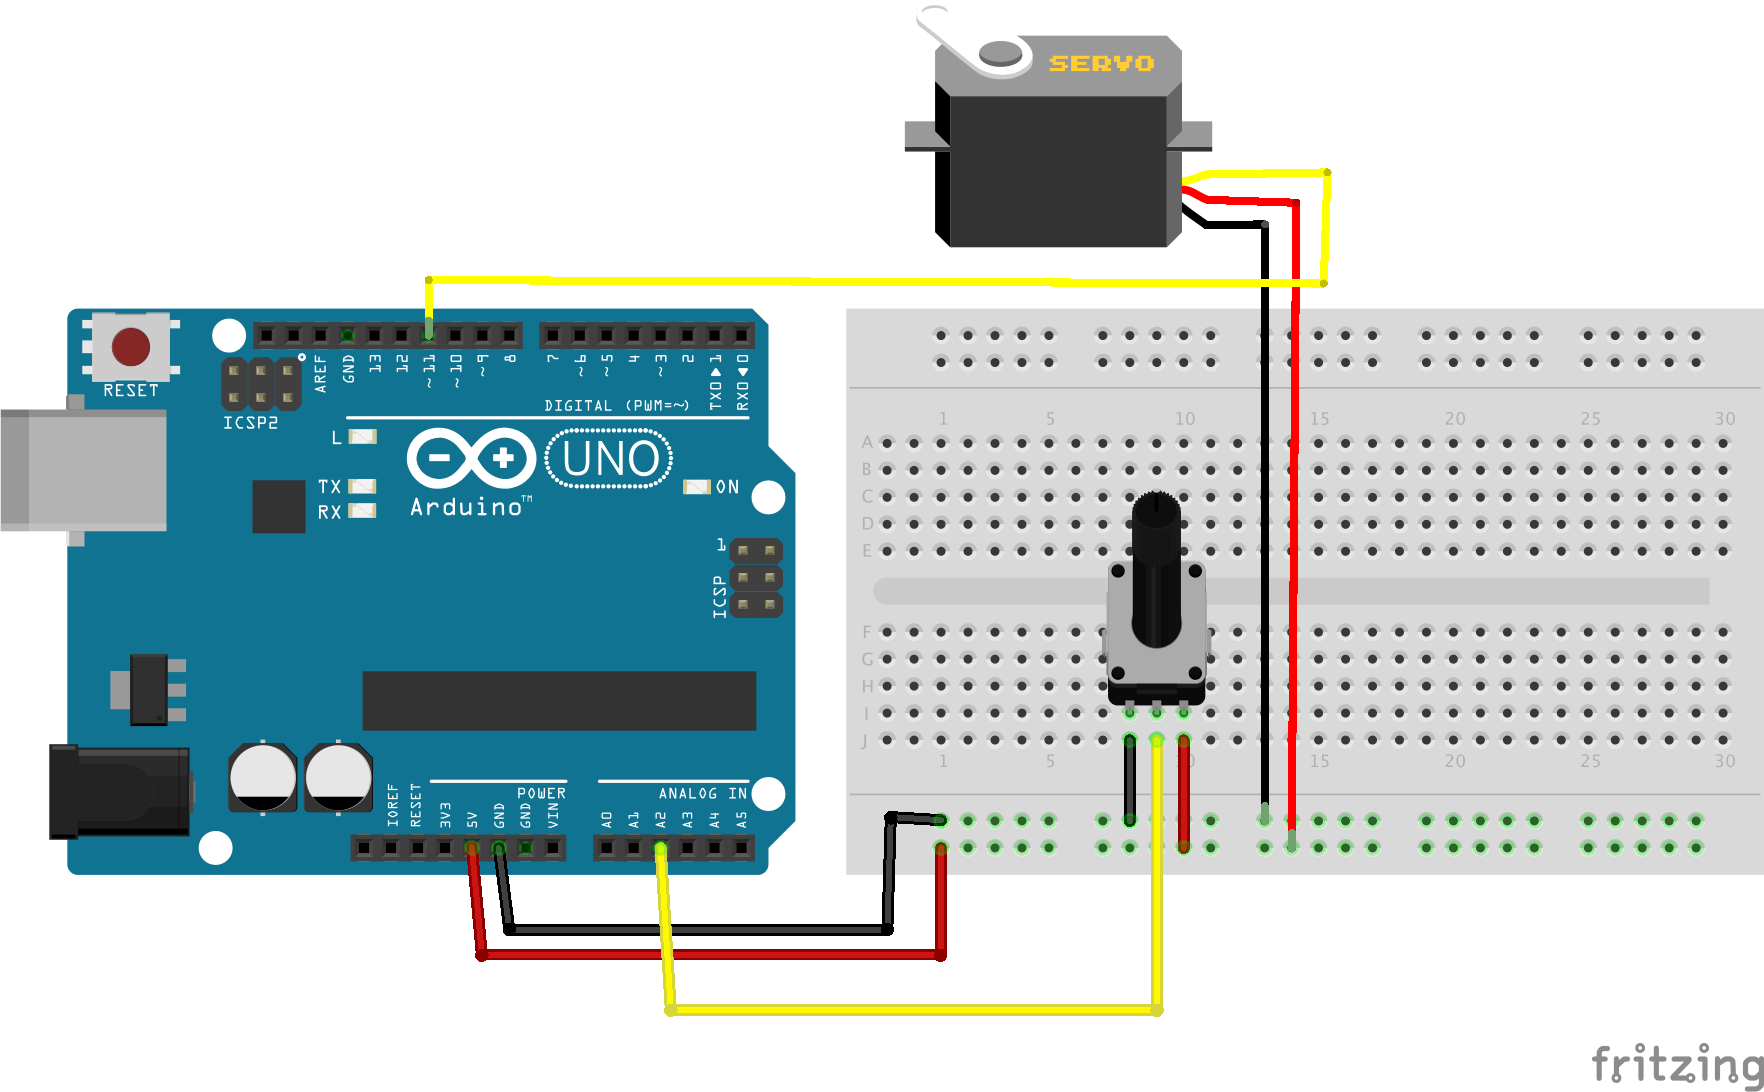 SERVO
RESET
ICSP2
AREF
GND
13
12
~11
~10
~9
8
7
~6
~5
4
~3
2
TX0▶1
RX0◀0
DIGITAL (PWM=~)
L
TX
RX
UNO
Arduino™
ON
1
ICSP
IOREF
RESET
3V3
5V
GND
GND
VIN
POWER
A0
A1
A2
A3
A4
A5
ANALOG IN
1 5 10 15 20 25 30
A
B
C
D
E
F
G
H
I
J
1 5 10 15 20 25 30
fritzing